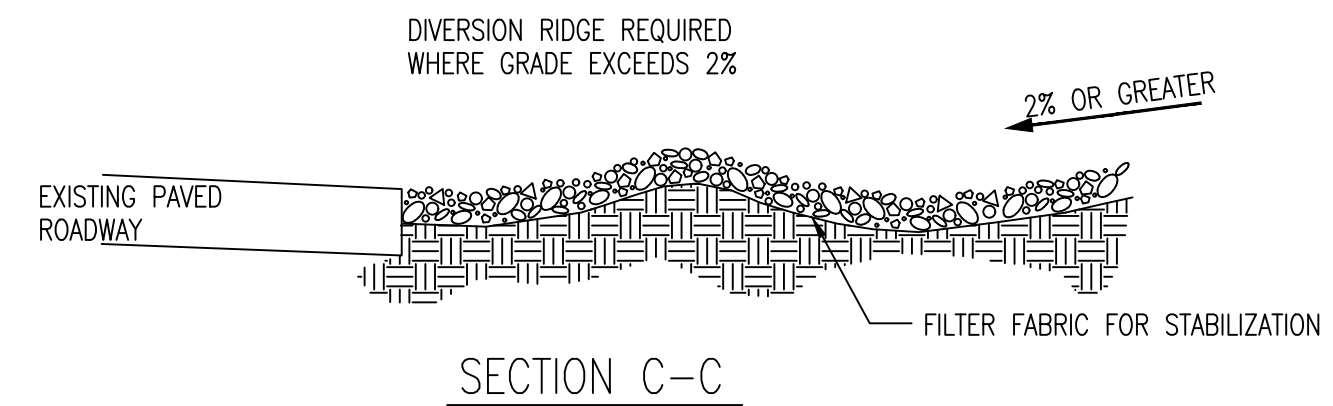 DIVERSION RIDGE REQUIRED
WHERE GRADE EXCEEDS 2%
2% OR GREATER
EXISTING PAVED
ROADWAY
FILTER FABRIC FOR STABILIZATION
SECTION C-C